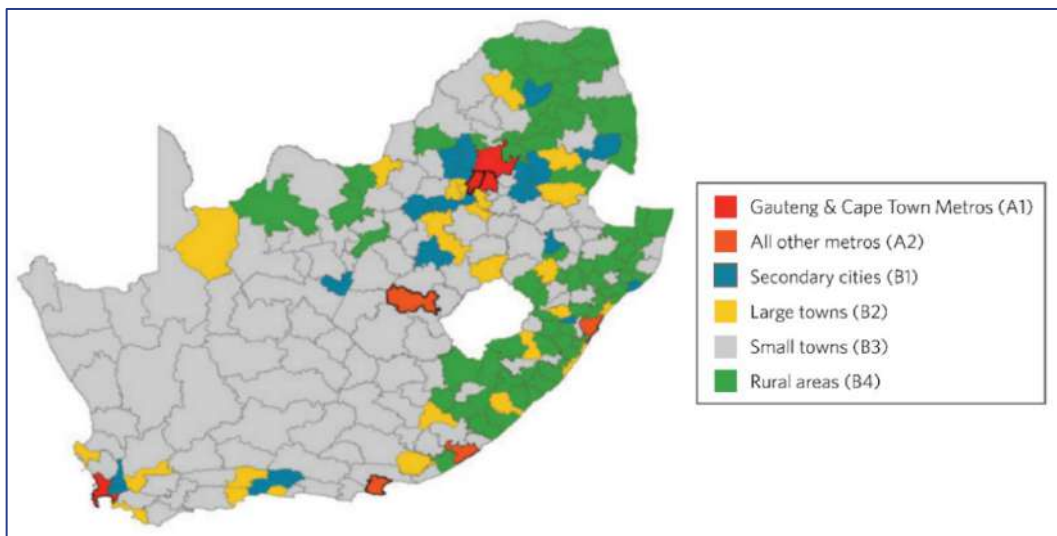 Gauteng & Cape Town Metros (A1)
All other metros (A2)
Secondary cities (B1)
Large towns (B2)
Small towns (B3)
Rural areas (B4)